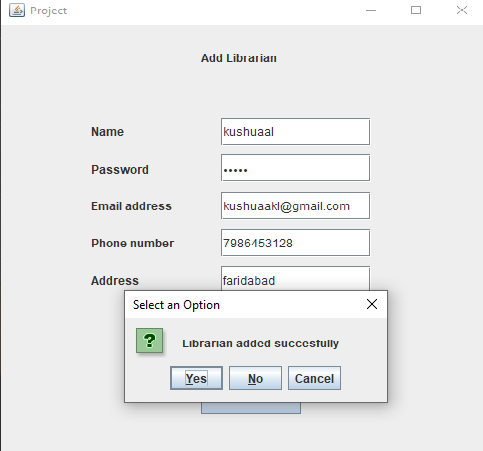 Project
Add Librarian
Name kushuaal
Password •••••
Email address kushuaakl@gmail.com
Phone number 7986453128
Address faridabad
Select an Option
Librarian added succesfully
Yes No Cancel